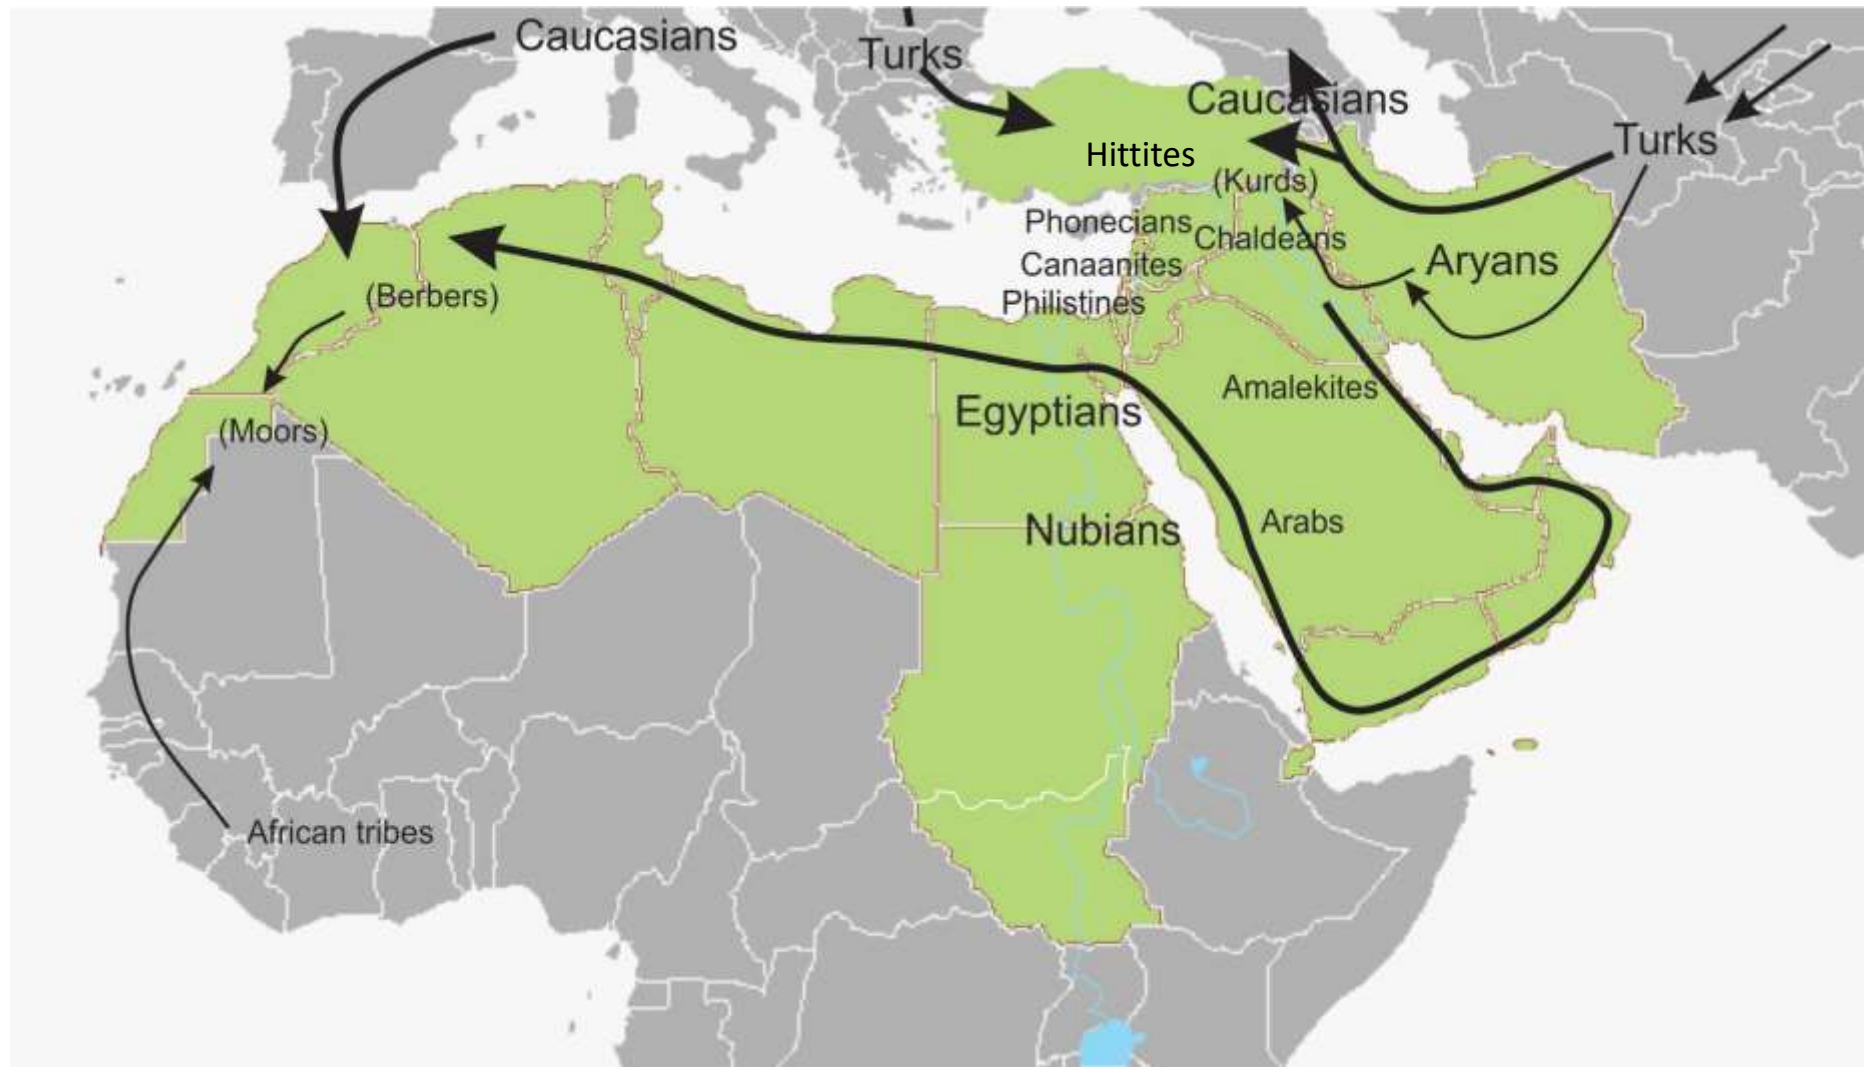 Caucasians
Turks
Caucasians
Turks
Hittites
(Kurds)
Phonecians
Chaldeans
Aryans
Canaanites
(Berbers)
Philistines
Amalekites
Egyptians
(Moors)
Arabs
Nubians
African tribes